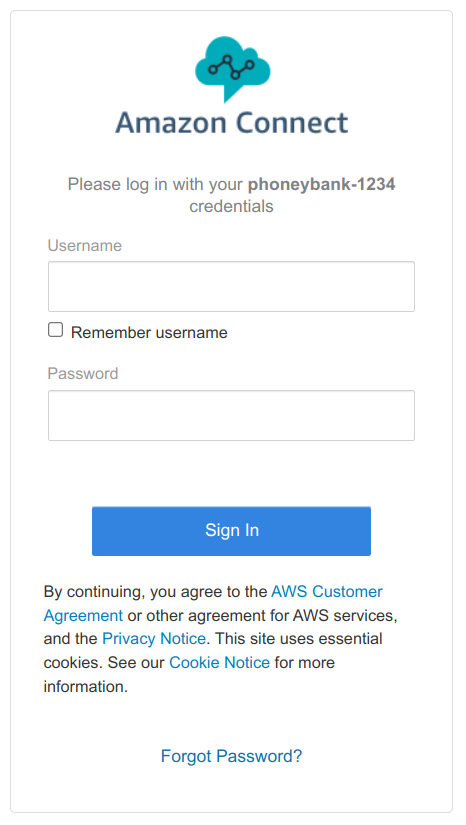 Amazon Connect
Please log in with your phoneybank-1234
credentials
Username
Remember username
Password
Sign In
By continuing, you agree to the AWS Customer
Agreement or other agreement for AWS services,
and the Privacy Notice. This site uses essential
cookies. See our Cookie Notice for more
information.
Forgot Password?